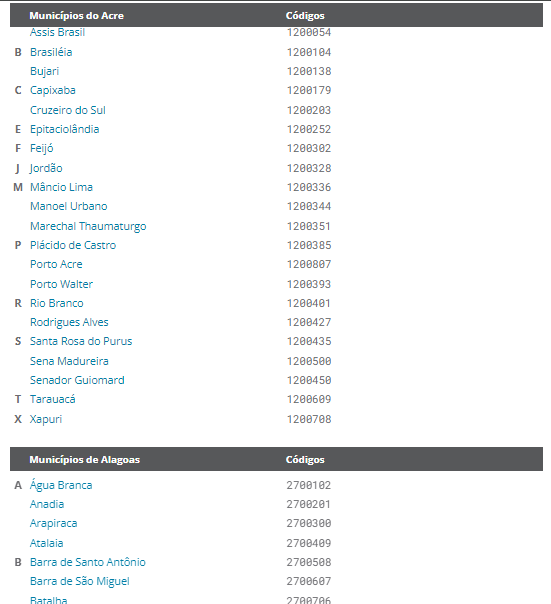 Municípios do Acre Códigos
Assis Brasil 1200054
B Brasiléia 1200104
Bujari 1200138
C Capixaba 1200179
Cruzeiro do Sul 1200203
E Epitaciolândia 1200252
F Feijó 1200302
J Jordão 1200328
M Mâncio Lima 1200336
Manoel Urbano 1200344
Marechal Thaumaturgo 1200351
P Plácido de Castro 1200385
Porto Acre 1200807
Porto Walter 1200393
R Rio Branco 1200401
Rodrigues Alves 1200427
S Santa Rosa do Purus 1200435
Sena Madureira 1200500
Senador Guiomard 1200450
T Tarauacá 1200609
X Xapuri 1200708
Municípios de Alagoas Códigos
A Água Branca 2700102
Anadia 2700201
Arapiraca 2700300
Atalaia 2700409
B Barra de Santo Antônio 2700508
Barra de São Miguel 2700607
Batalha 2700706